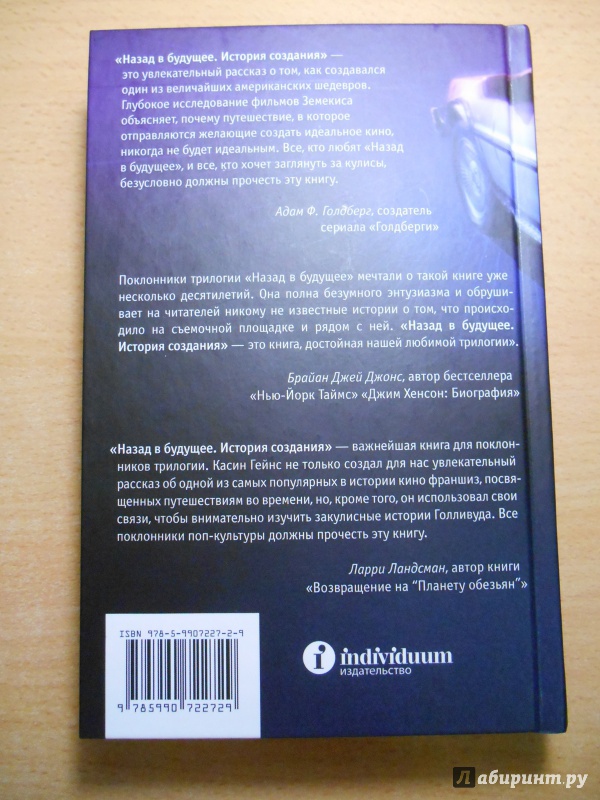 «Назад в будущее. История создания» —
это увлекательный рассказ о том, как создавался
один из величайших американских шедевров.
Глубокое исследование фильмов Земекиса
объясняет, почему путешествие, в которое
отправляются желающие создать идеальное кино,
никогда не будет идеальным. Все, кто любят «Назад
в будущее», и все, кто хочет заглянуть за кулисы,
безусловно должны прочесть эту книгу.
Адам Ф. Голдберг, создатель
сериала «Голдберги»
Поклонники трилогии «Назад в будущее» мечтали о такой книге уже
несколько десятилетий. Она полна безумного энтузиазма и обруши-
вает на читателей никому не известные истории о том, что происхо-
дило на съемочной площадке и рядом с ней. «Назад в будущее.
История создания» — это книга, достойная нашей любимой трилогии».
Брайан Джей Джонс, автор бестселлера
«Нью-Йорк Таймс» «Джим Хенсон: Биография»
«Назад в будущее. История создания» — важнейшая книга для поклон-
ников трилогии. Касин Гейнс не только создал для нас увлекательный
рассказ об одной из самых популярных в истории кино франшиз, посвя-
щенных путешествиям во времени, но, кроме того, он использовал свои
связи, чтобы внимательно изучить закулисные истории Голливуда. Все
поклонники поп-культуры должны прочесть эту книгу.
Ларри Ландсман, автор книги
«Возвращение на "Планету обезьян"»
ISBN 978-5-9907227-2-9
9 785990 722729
i individuum
издательство
Лабиринт.ру